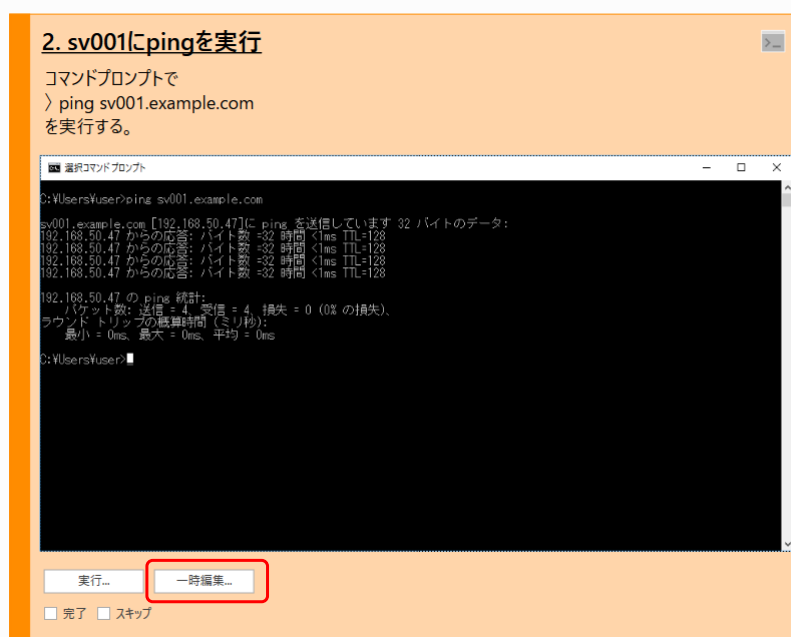 2. sv001にpingを実行
コマンドプロンプトで
〉ping sv001.example.com
を実行する。
選択コマンドプロンプト
C:¥Users¥user>ping sv001.example.com
sv001.example.com [192.168.50.47]に ping を送信しています 32 バイトのデータ:
192.168.50.47 からの応答: バイト数 =32 時間 <1ms TTL=128
192.168.50.47 からの応答: バイト数 =32 時間 <1ms TTL=128
192.168.50.47 からの応答: バイト数 =32 時間 <1ms TTL=128
192.168.50.47 からの応答: バイト数 =32 時間 <1ms TTL=128
192.168.50.47 の ping 統計:
パケット数: 送信 = 4、受信 = 4、損失 = 0 (0% の損失)、
ラウンド トリップの概算時間 (ミリ秒):
最小 = 0ms、最大 = 0ms、平均 = 0ms
C:¥Users¥user>
実行...
一時編集...
完了 スキップ